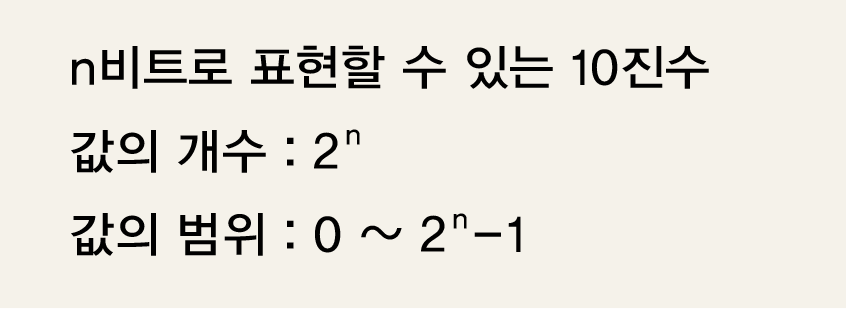 n비트로 표현할 수 있는 10진수
값의 개수 : 2ⁿ
값의 범위 : 0 ~ 2ⁿ-1